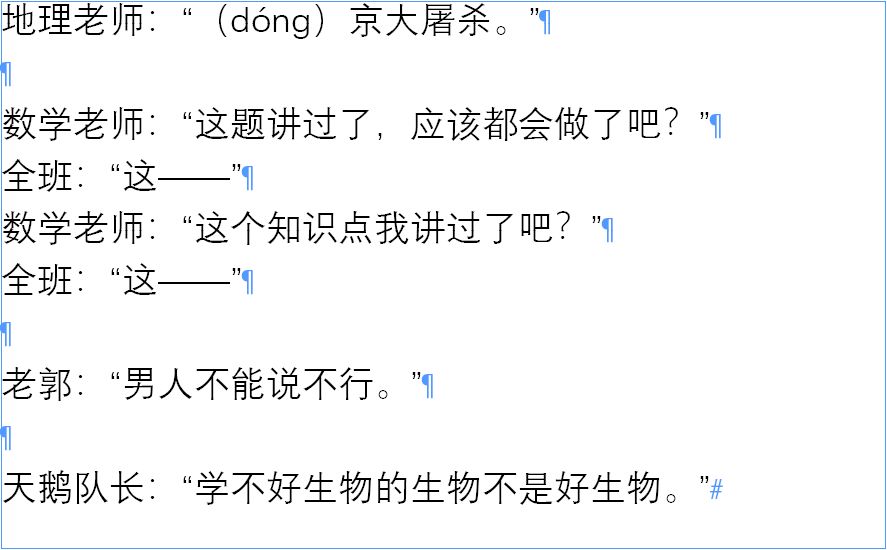 地理老师：“（dóng）京大屠杀。”
数学老师：“这题讲过了，应该都会做了吧？”
全班：“这——”
数学老师：“这个知识点我讲过了吧？”
全班：“这——”
老郭：“男人不能说不行。”
天鹅队长：“学不好生物的生物不是好生物。”